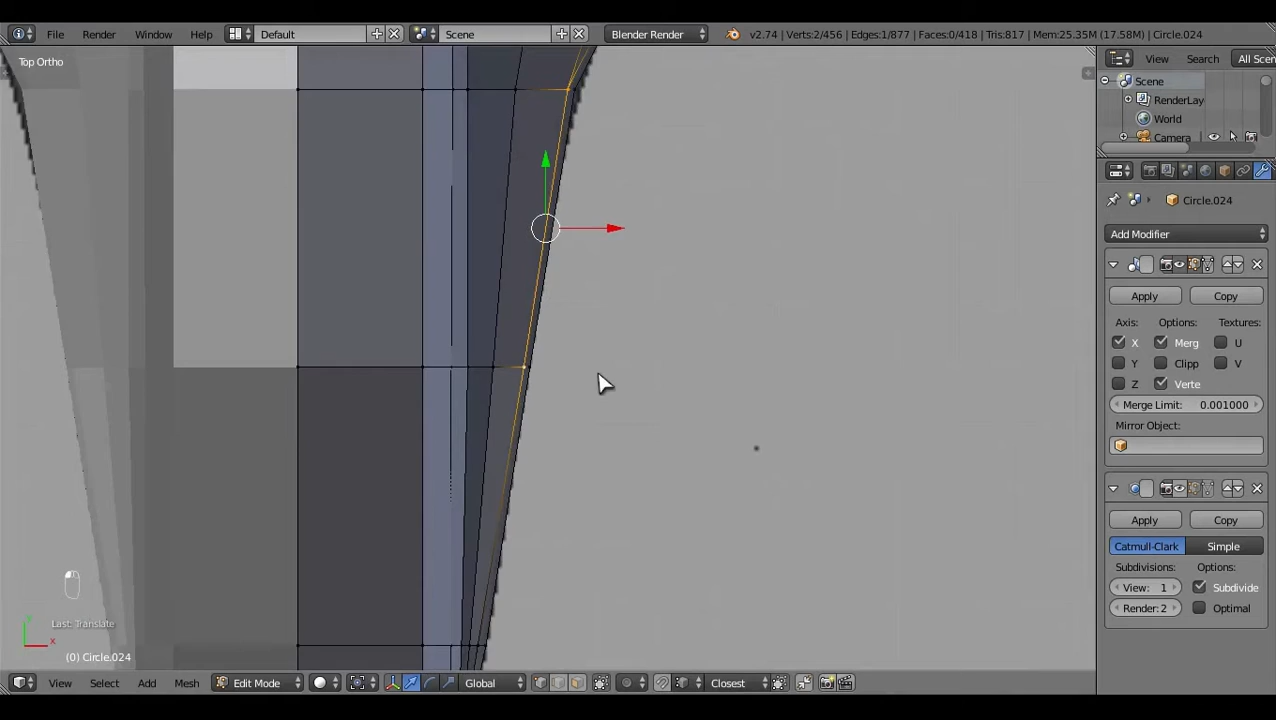 File Render Window Help Default Scene Blender Render v2.74 | Verts:2/456 | Edges:1/877 | Faces:0/418 | Tris:817 | Mem:25.35M (17.58M) | Circle.024
Top Ortho
View Search All Scen
Scene
RenderLay
World
Camera
Circle.024
Add Modifier
Apply Copy
Axis: Options: Textures:
X Merg U
Y Clipp V
Z Verte
Merge Limit: 0.001000
Mirror Object:
Apply Copy
Catmull-Clark Simple
Subdivisions: Options:
View: 1 Subdivide
Render: 2 Optimal
y
x
Last: Translate
(0) Circle.024
View Select Add Mesh Edit Mode Global Closest